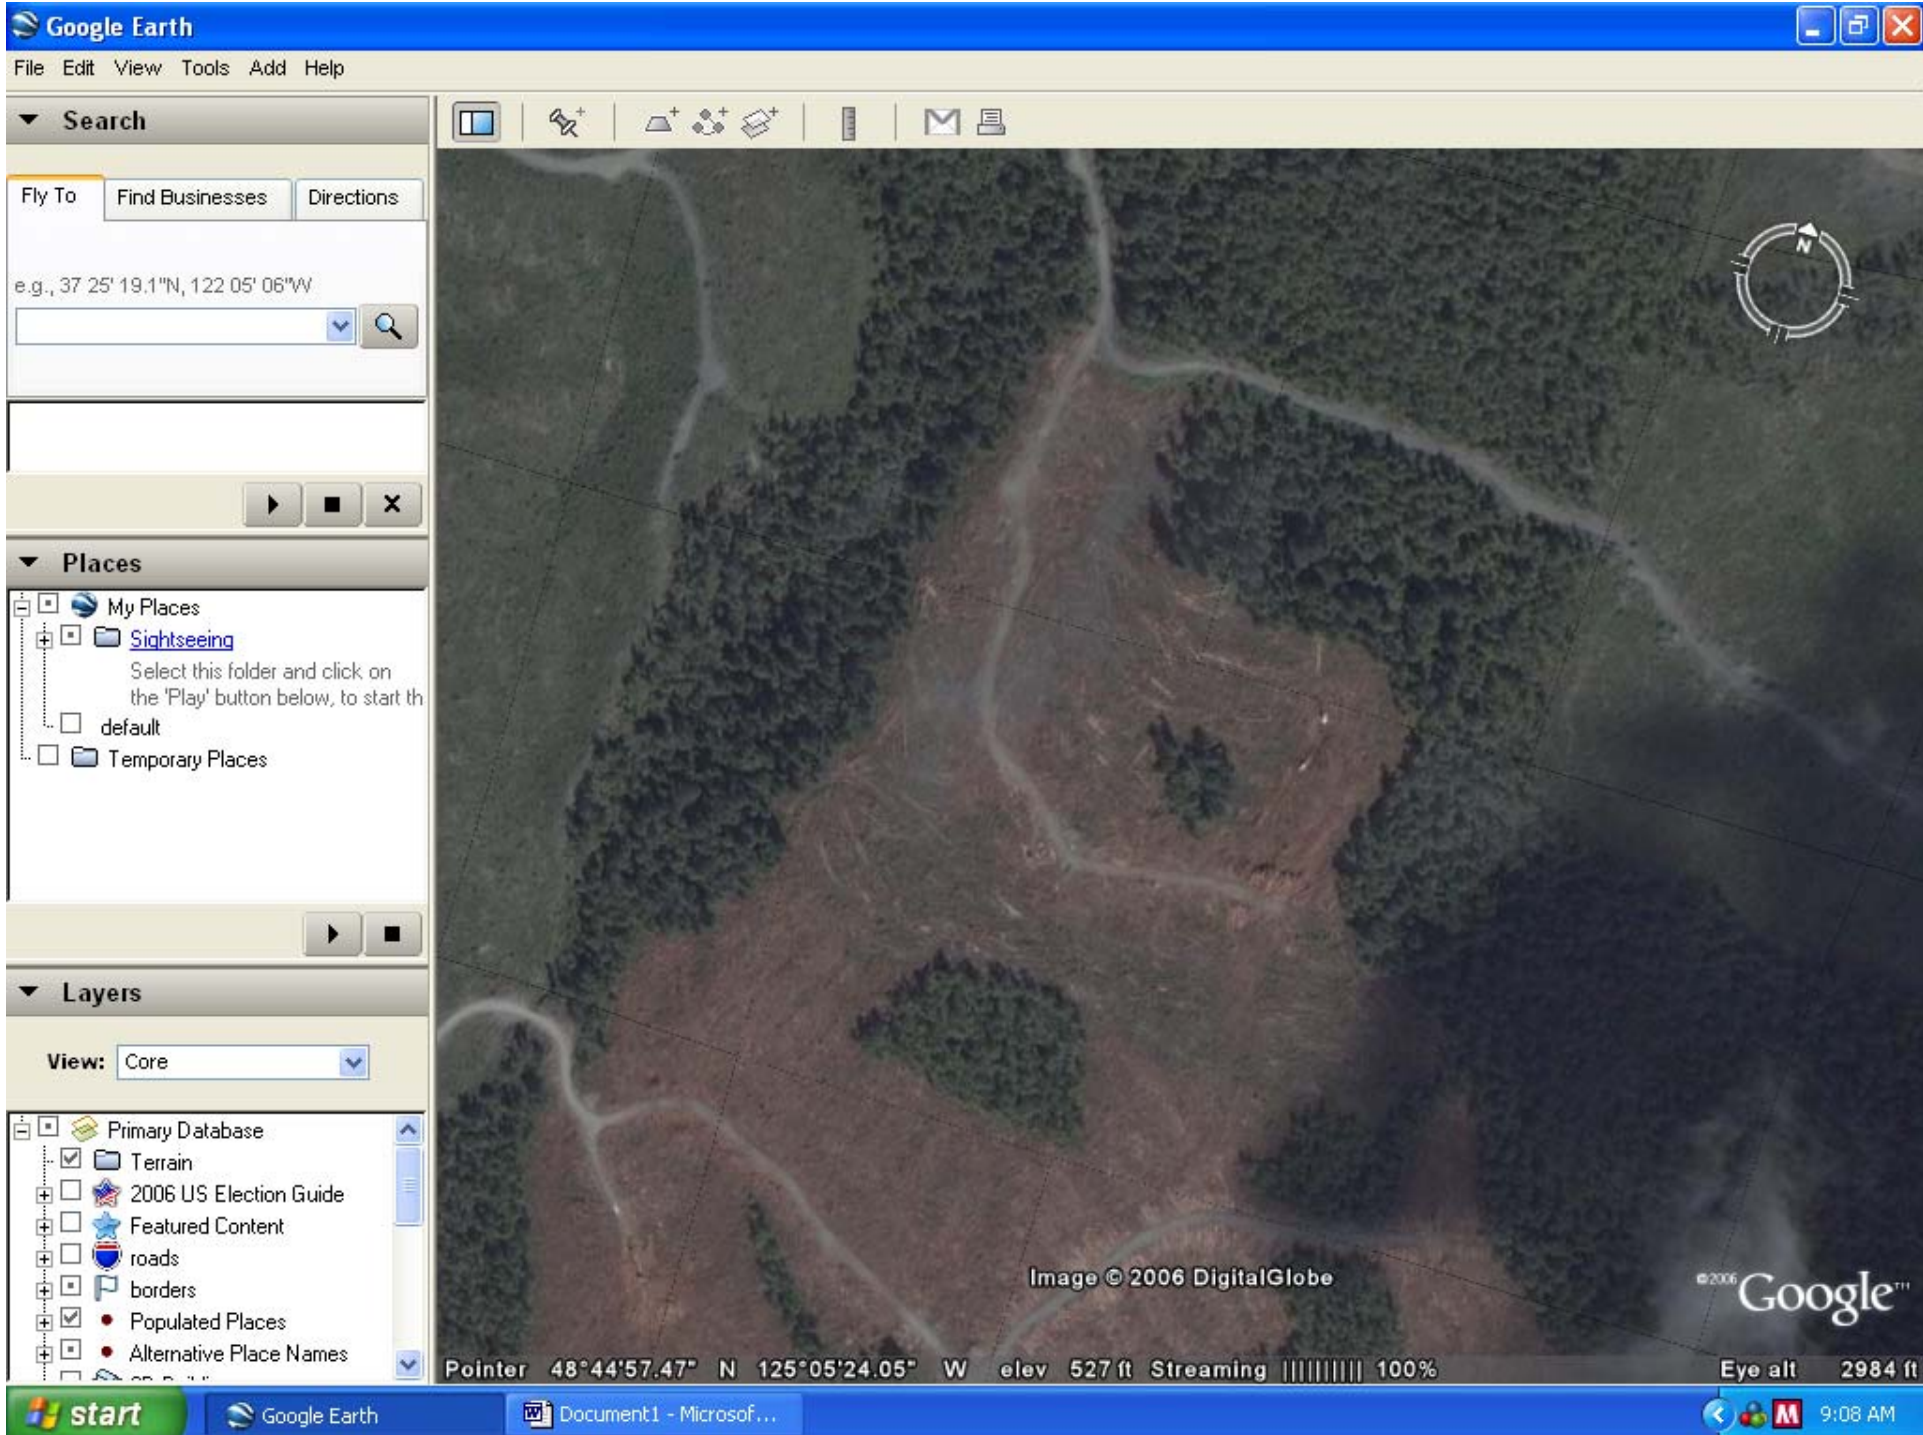 Google Earth
File Edit View Tools Add Help
Search
Fly To Find Businesses Directions
e.g., 37 25' 19.1"N, 122 05' 06"W
Places
My Places
Sightseeing
Select this folder and click on
the 'Play' button below, to start th
default
Temporary Places
Layers
View: Core
Primary Database
Terrain
2006 US Election Guide
Featured Content
roads
borders
Populated Places
Alternative Place Names
N
Image © 2006 DigitalGlobe
©2006 Google™
Pointer 48°44'57.47" N 125°05'24.05" W elev 527 ft Streaming |||||||||| 100% Eye alt 2984 ft
start Google Earth Document1 - Microsof... M 9:08 AM